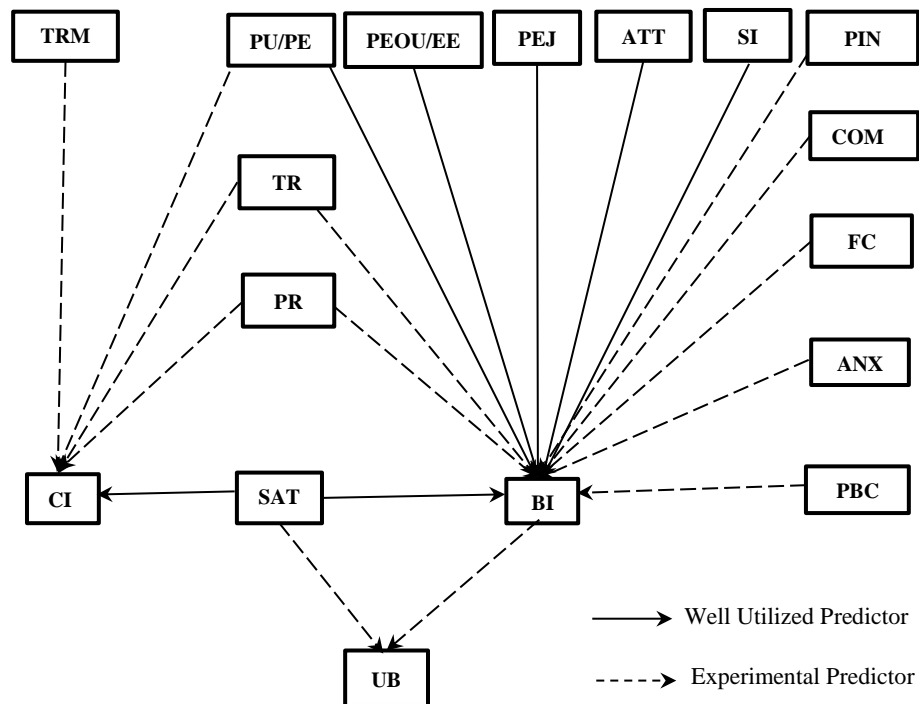 TRM
PU/PE
PEOU/EE
PEJ
ATT
SI
PIN
COM
TR
FC
PR
ANX
CI
SAT
BI
PBC
Well Utilized Predictor
UB
Experimental Predictor